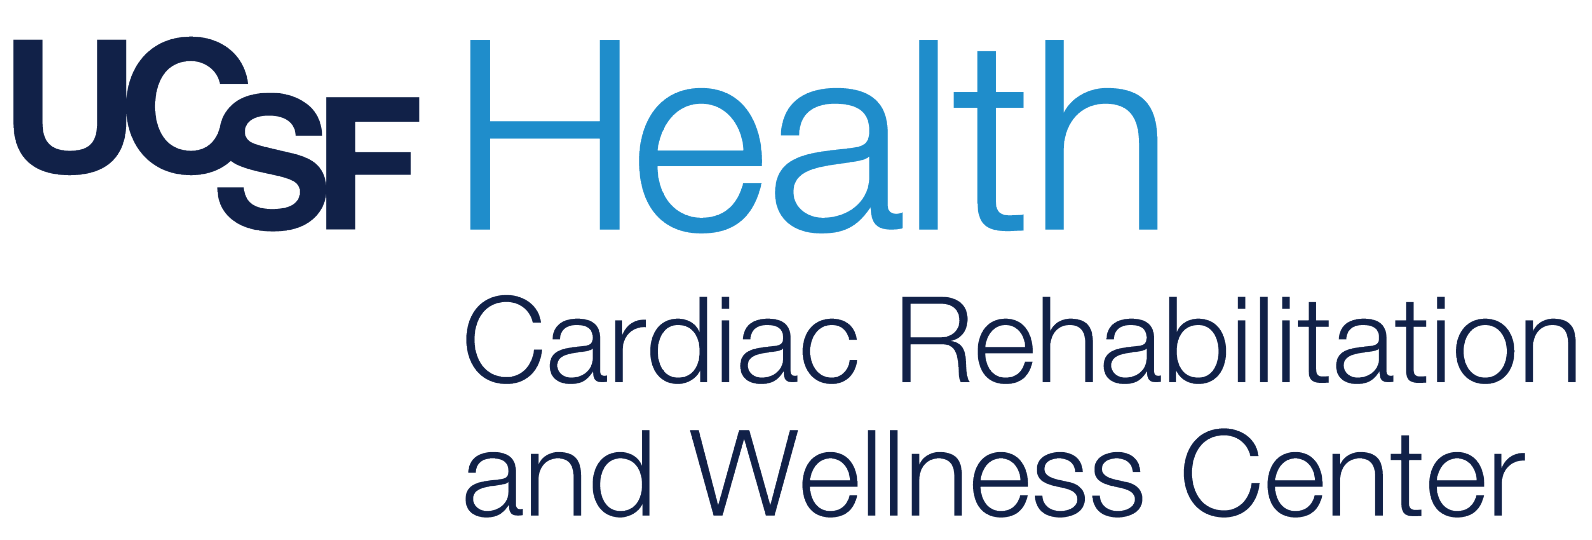 UCSF Health
Cardiac Rehabilitation
and Wellness Center